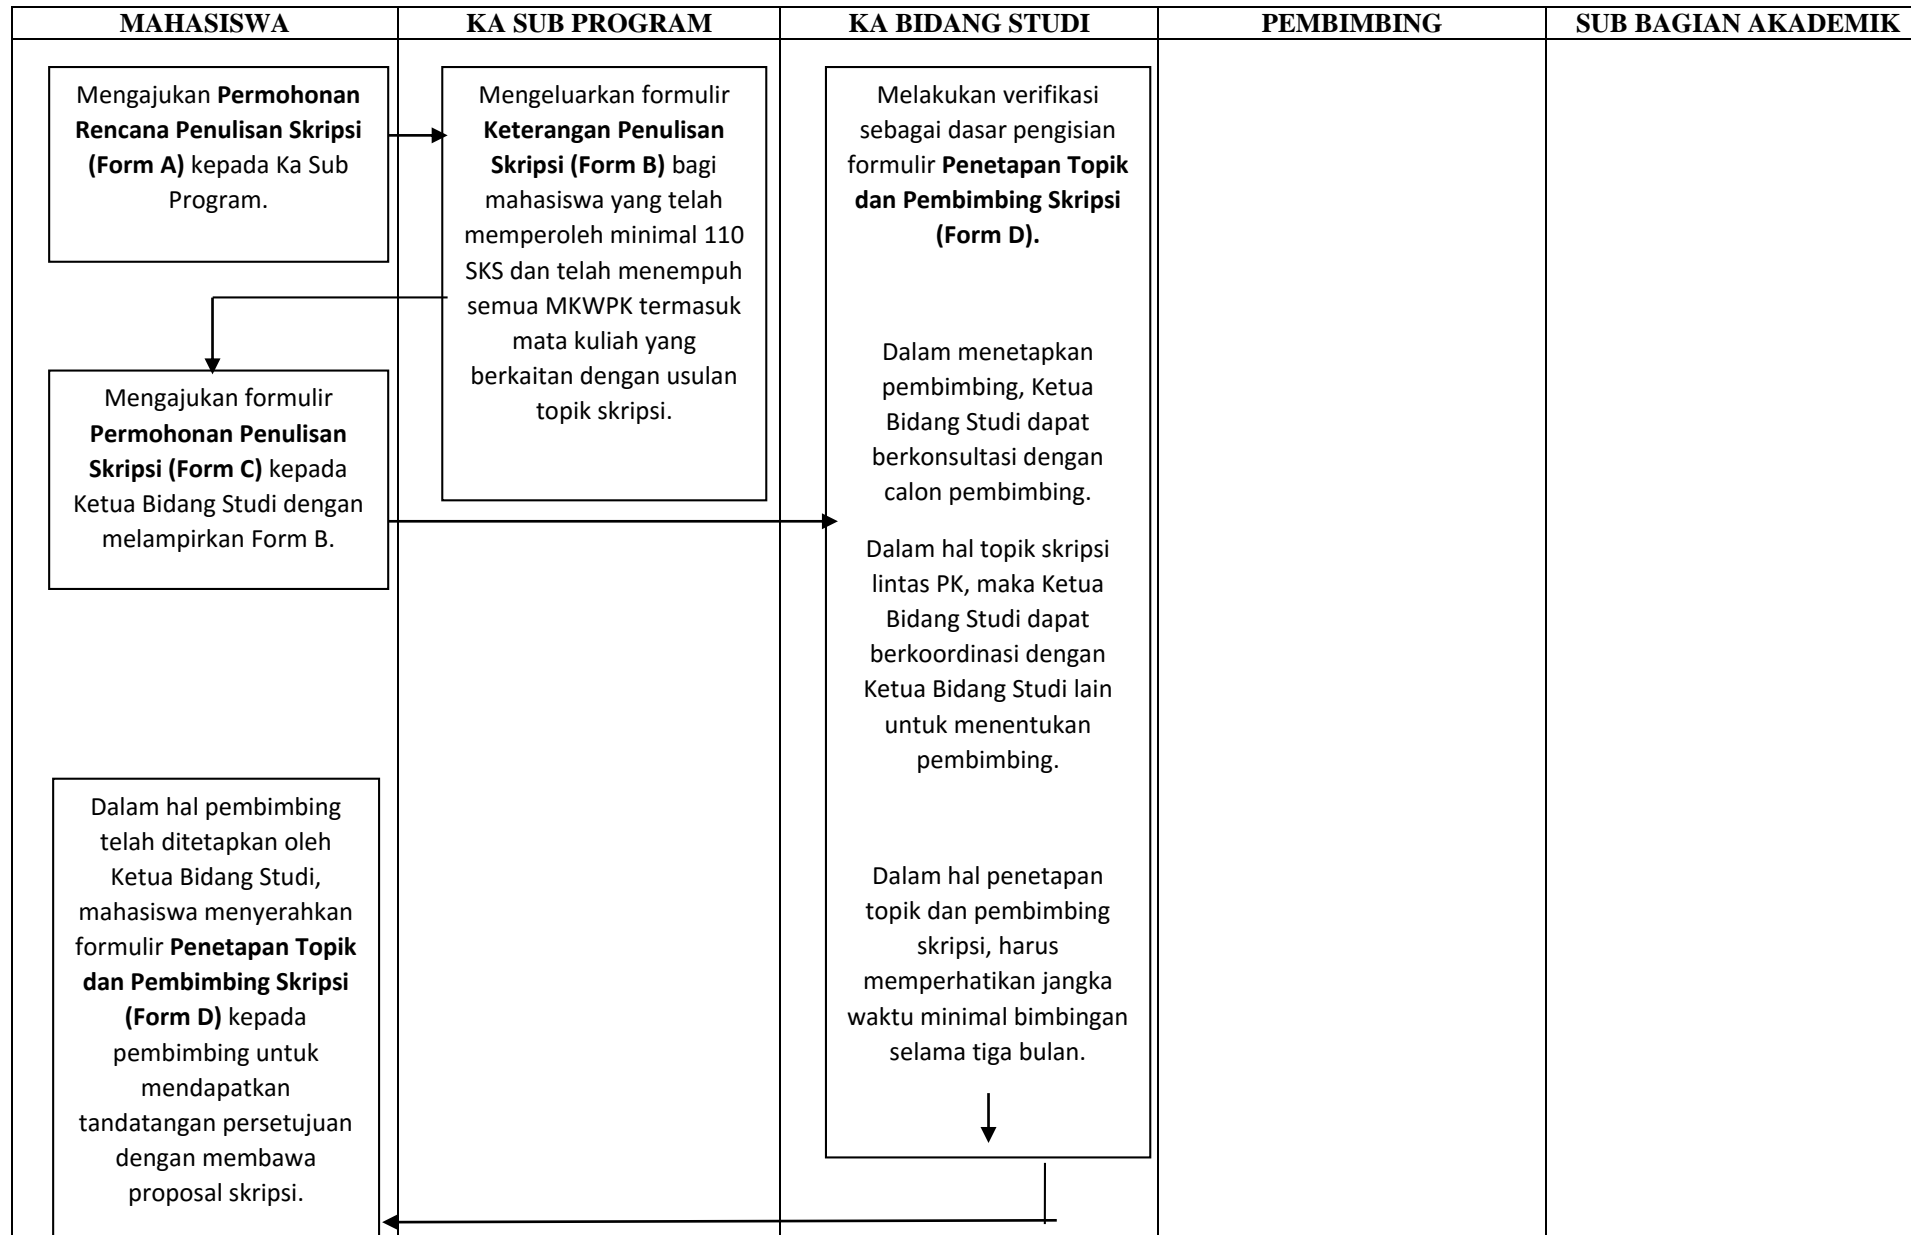 MAHASISWA
KA SUB PROGRAM
KA BIDANG STUDI
PEMBIMBING
SUB BAGIAN AKADEMIK
Mengajukan Permohonan
Rencana Penulisan Skripsi
(Form A) kepada Ka Sub
Program.
Mengeluarkan formulir
Keterangan Penulisan
Skripsi (Form B) bagi
mahasiswa yang telah
memperoleh minimal 110
SKS dan telah menempuh
semua MKWPK termasuk
mata kuliah yang
berkaitan dengan usulan
topik skripsi.
Mengajukan formulir
Permohonan Penulisan
Skripsi (Form C) kepada
Ketua Bidang Studi dengan
melampirkan Form B.
Melakukan verifikasi
sebagai dasar pengisian
formulir Penetapan Topik
dan Pembimbing Skripsi
(Form D).
Dalam menetapkan
pembimbing, Ketua
Bidang Studi dapat
berkonsultasi dengan
calon pembimbing.
Dalam hal topik skripsi
lintas PK, maka Ketua
Bidang Studi dapat
berkoordinasi dengan
Ketua Bidang Studi lain
untuk menentukan
pembimbing.
Dalam hal penetapan
topik dan pembimbing
skripsi, harus
memperhatikan jangka
waktu minimal bimbingan
selama tiga bulan.
Dalam hal pembimbing
telah ditetapkan oleh
Ketua Bidang Studi,
mahasiswa menyerahkan
formulir Penetapan Topik
dan Pembimbing Skripsi
(Form D) kepada
pembimbing untuk
mendapatkan
tandatangan persetujuan
dengan membawa
proposal skripsi.